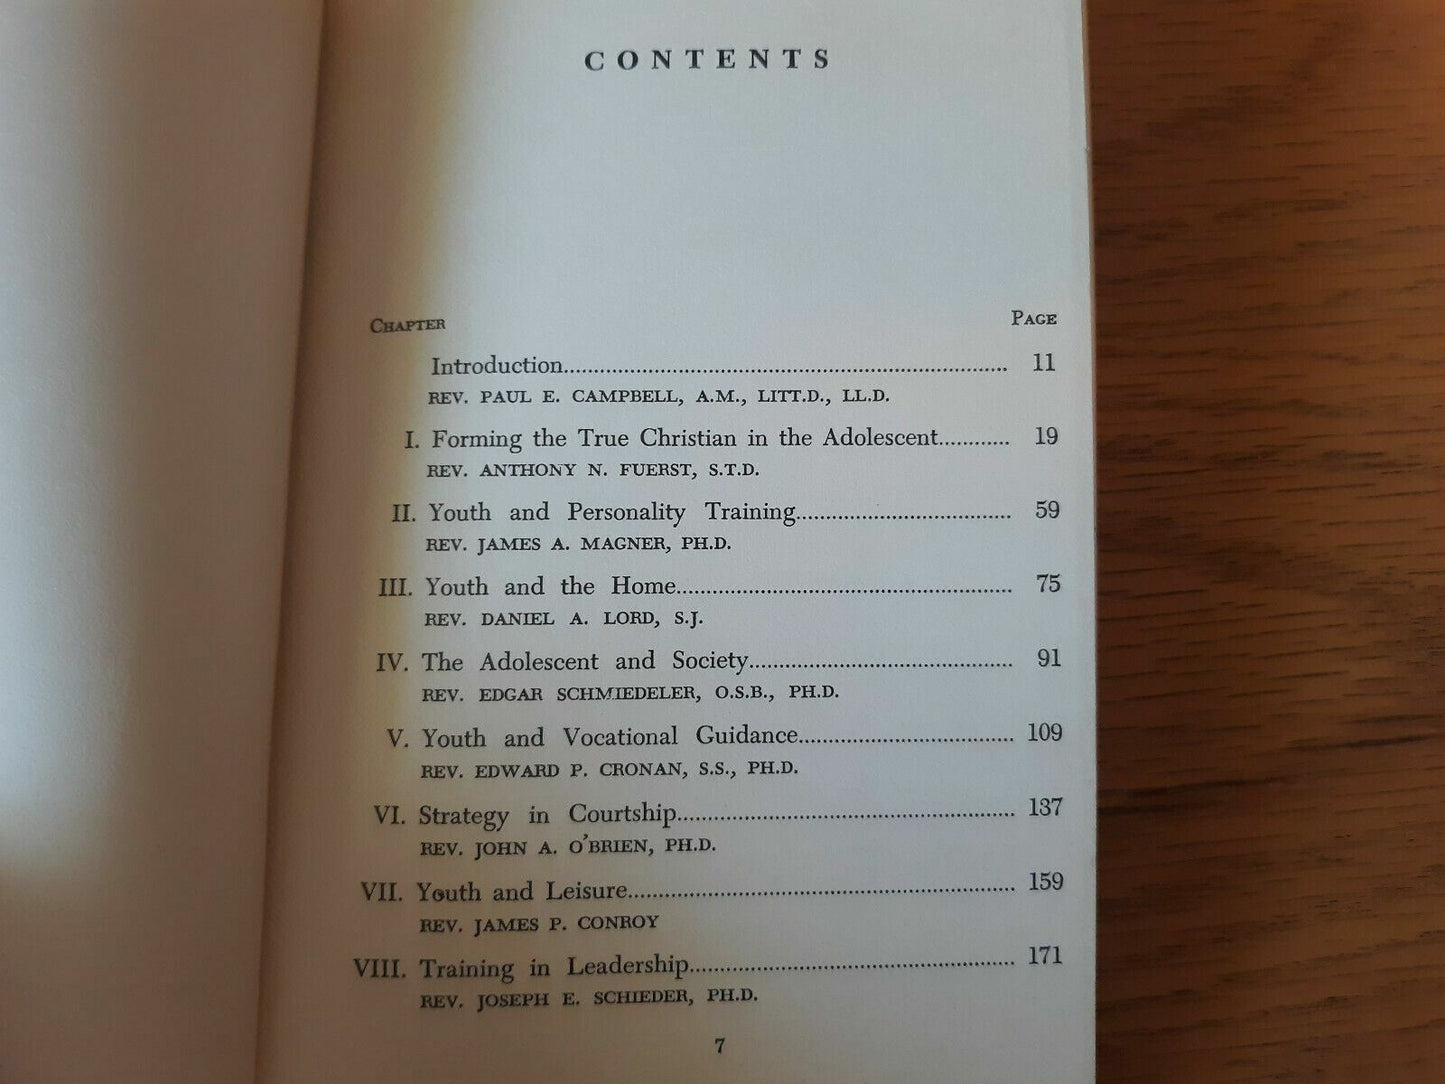 CONTENTS
CHAPTER PAGE
Introduction........................................................................... 11
REV. PAUL E. CAMPBELL, A.M., LITT.D., LL.D.
I. Forming the True Christian in the Adolescent............ 19
REV. ANTHONY N. FUERST, S.T.D.
II. Youth and Personality Training.................................... 59
REV. JAMES A. MAGNER, PH.D.
III. Youth and the Home........................................................ 75
REV. DANIEL A. LORD, S.J.
IV. The Adolescent and Society............................................ 91
REV. EDGAR SCHMIEDELER, O.S.B., PH.D.
V. Youth and Vocational Guidance.................................... 109
REV. EDWARD P. CRONAN, S.S., PH.D.
VI. Strategy in Courtship........................................................ 137
REV. JOHN A. O'BRIEN, PH.D.
VII. Youth and Leisure................................................................ 159
REV. JAMES P. CONROY
VIII. Training in Leadership...................................................... 171
REV. JOSEPH E. SCHIEDER, PH.D.
7